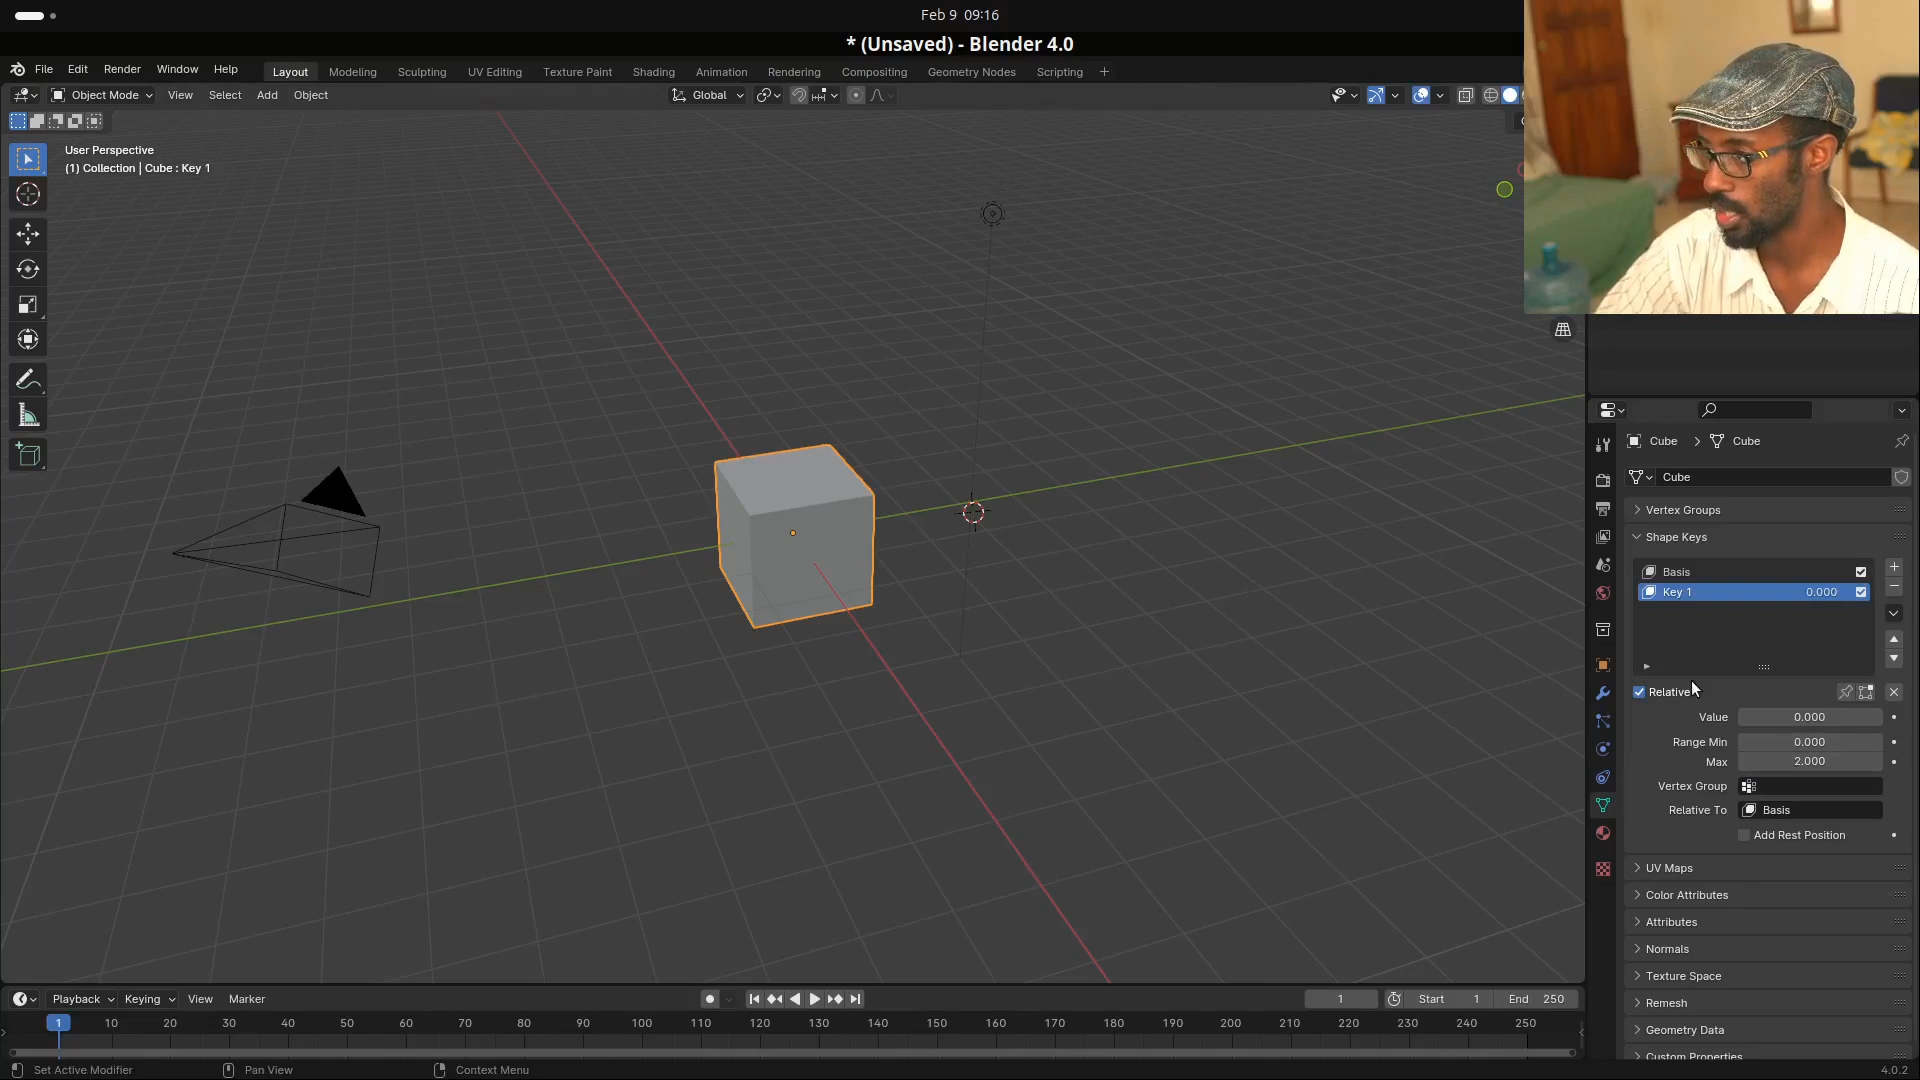 Feb 9 09:16
* (Unsaved) - Blender 4.0
File Edit Render Window Help Layout Modeling Sculpting UV Editing Texture Paint Shading Animation Rendering Compositing Geometry Nodes Scripting +
Object Mode View Select Add Object Global
User Perspective
(1) Collection | Cube : Key 1
Cube > Cube
Cube
Vertex Groups
Shape Keys
Basis
Key 1 0.000
Relative
Value 0.000
Range Min 0.000
Max 2.000
Vertex Group
Relative To Basis
Add Rest Position
UV Maps
Color Attributes
Attributes
Normals
Texture Space
Remesh
Geometry Data
Custom Properties
Playback Keying View Marker 1 Start 1 End 250
1 10 20 30 40 50 60 70 80 90 100 110 120 130 140 150 160 170 180 190 200 210 220 230 240 250
Set Active Modifier Pan View Context Menu 4.0.2